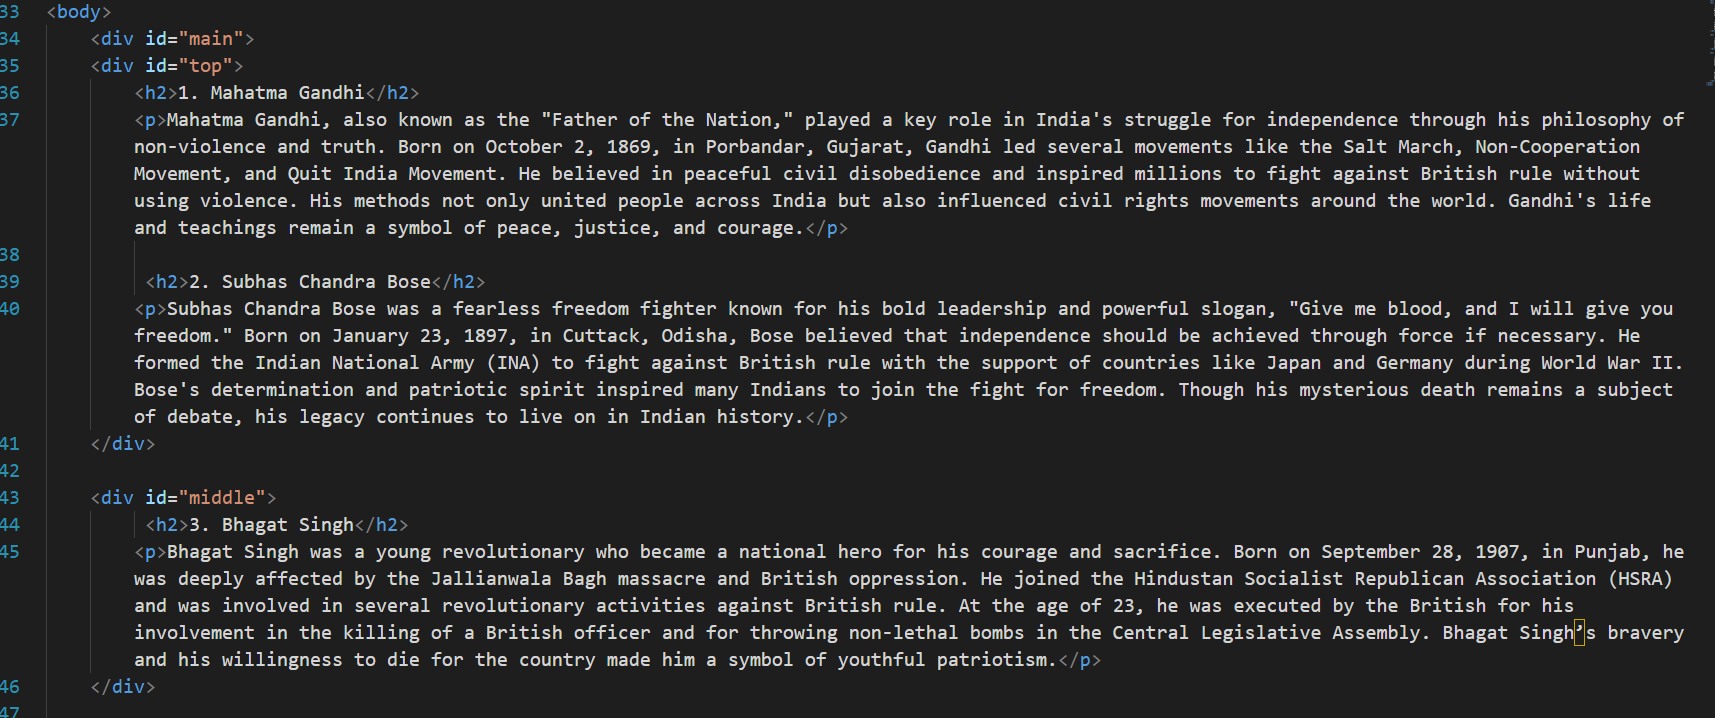 33 <body>
34 <div id="main">
35 <div id="top">
36 <h2>1. Mahatma Gandhi</h2>
37 <p>Mahatma Gandhi, also known as the "Father of the Nation," played a key role in India's struggle for independence through his philosophy of
non-violence and truth. Born on October 2, 1869, in Porbandar, Gujarat, Gandhi led several movements like the Salt March, Non-Cooperation
Movement, and Quit India Movement. He believed in peaceful civil disobedience and inspired millions to fight against British rule without
using violence. His methods not only united people across India but also influenced civil rights movements around the world. Gandhi's life
and teachings remain a symbol of peace, justice, and courage.</p>
38
39 <h2>2. Subhas Chandra Bose</h2>
40 <p>Subhas Chandra Bose was a fearless freedom fighter known for his bold leadership and powerful slogan, "Give me blood, and I will give you
freedom." Born on January 23, 1897, in Cuttack, Odisha, Bose believed that independence should be achieved through force if necessary. He
formed the Indian National Army (INA) to fight against British rule with the support of countries like Japan and Germany during World War II.
Bose's determination and patriotic spirit inspired many Indians to join the fight for freedom. Though his mysterious death remains a subject
of debate, his legacy continues to live on in Indian history.</p>
41 </div>
42
43 <div id="middle">
44 <h2>3. Bhagat Singh</h2>
45 <p>Bhagat Singh was a young revolutionary who became a national hero for his courage and sacrifice. Born on September 28, 1907, in Punjab, he
was deeply affected by the Jallianwala Bagh massacre and British oppression. He joined the Hindustan Socialist Republican Association (HSRA)
and was involved in several revolutionary activities against British rule. At the age of 23, he was executed by the British for his
involvement in the killing of a British officer and for throwing non-lethal bombs in the Central Legislative Assembly. Bhagat Singh’s bravery
and his willingness to die for the country made him a symbol of youthful patriotism.</p>
46 </div>
47